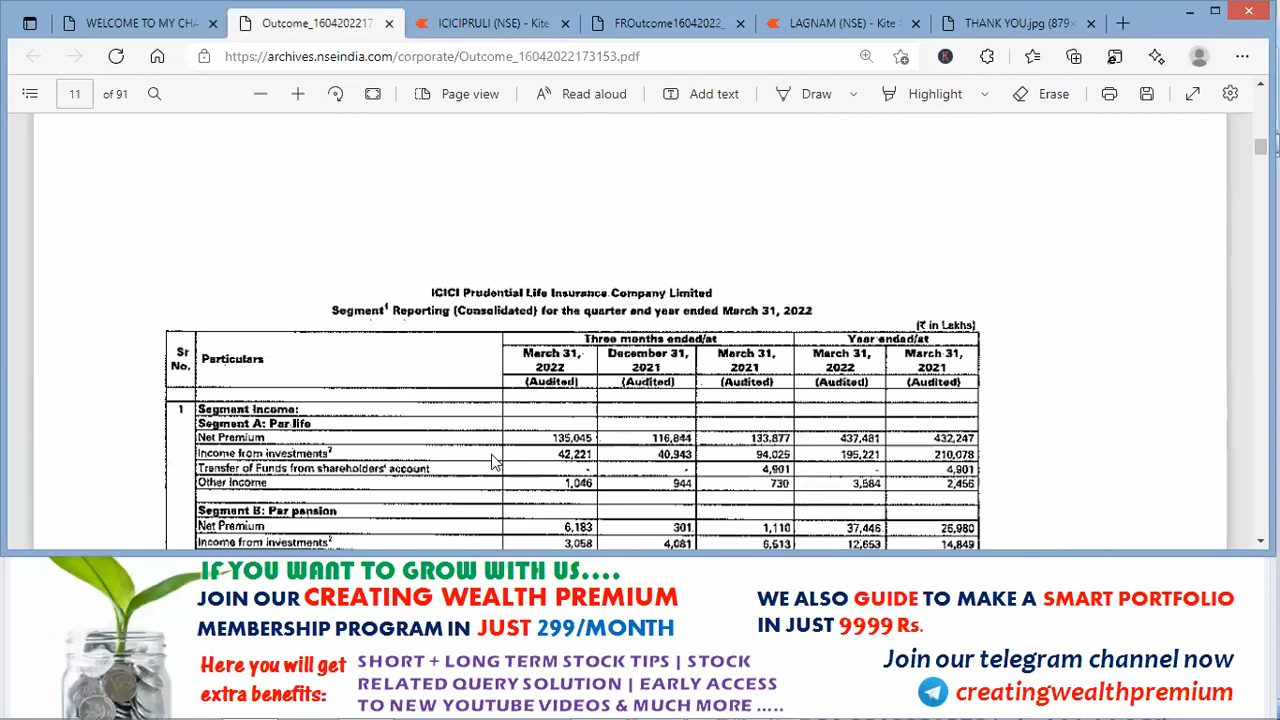 WELCOME TO MY CHA
Outcome_1604202217
ICICIPRULI (NSE) - Kite
FROutcome16042022_
LAGNAM (NSE) - Kite
THANK YOU.jpg (879×
https://archives.nseindia.com/corporate/Outcome_16042022173153.pdf
11 of 91
Page view
Read aloud
Add text
Draw
Highlight
Erase
ICICI Prudential Life Insurance Company Limited
Segment1 Reporting (Consolidated) for the quarter and year ended March 31, 2022
(₹ in Lakhs)
Sr No. Particulars Three months ended/at Year ended/at
March 31, 2022 December 31, 2021 March 31, 2021 March 31, 2022 March 31, 2021
(Audited) (Audited) (Audited) (Audited) (Audited)
1 Segment Income:
Segment A: Par life
Net Premium 135,045 116,844 133,877 437,481 432,247
Income from investments2 42,221 40,943 94,025 195,221 210,078
Transfer of Funds from shareholders' account - - 4,901 - 4,901
Other income 1,046 944 730 3,584 2,456
Segment B: Par pension
Net Premium 6,183 301 1,110 37,446 26,980
Income from investments2 3,058 4,081 6,513 12,653 14,849
IF YOU WANT TO GROW WITH US....
JOIN OUR CREATING WEALTH PREMIUM
MEMBERSHIP PROGRAM IN JUST 299/MONTH
Here you will get
extra benefits:
SHORT + LONG TERM STOCK TIPS | STOCK
RELATED QUERY SOLUTION | EARLY ACCESS
TO NEW YOUTUBE VIDEOS & MUCH MORE .....
WE ALSO GUIDE TO MAKE A SMART PORTFOLIO
IN JUST 9999 Rs.
Join our telegram channel now
creatingwealthpremium